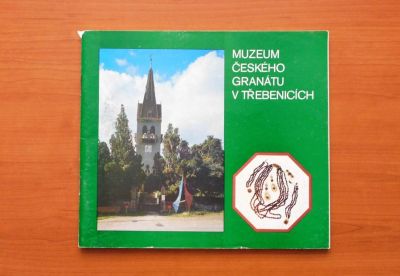 MUZEUM
ČESKÉHO
GRANÁTU
V TŘEBENICÍCH